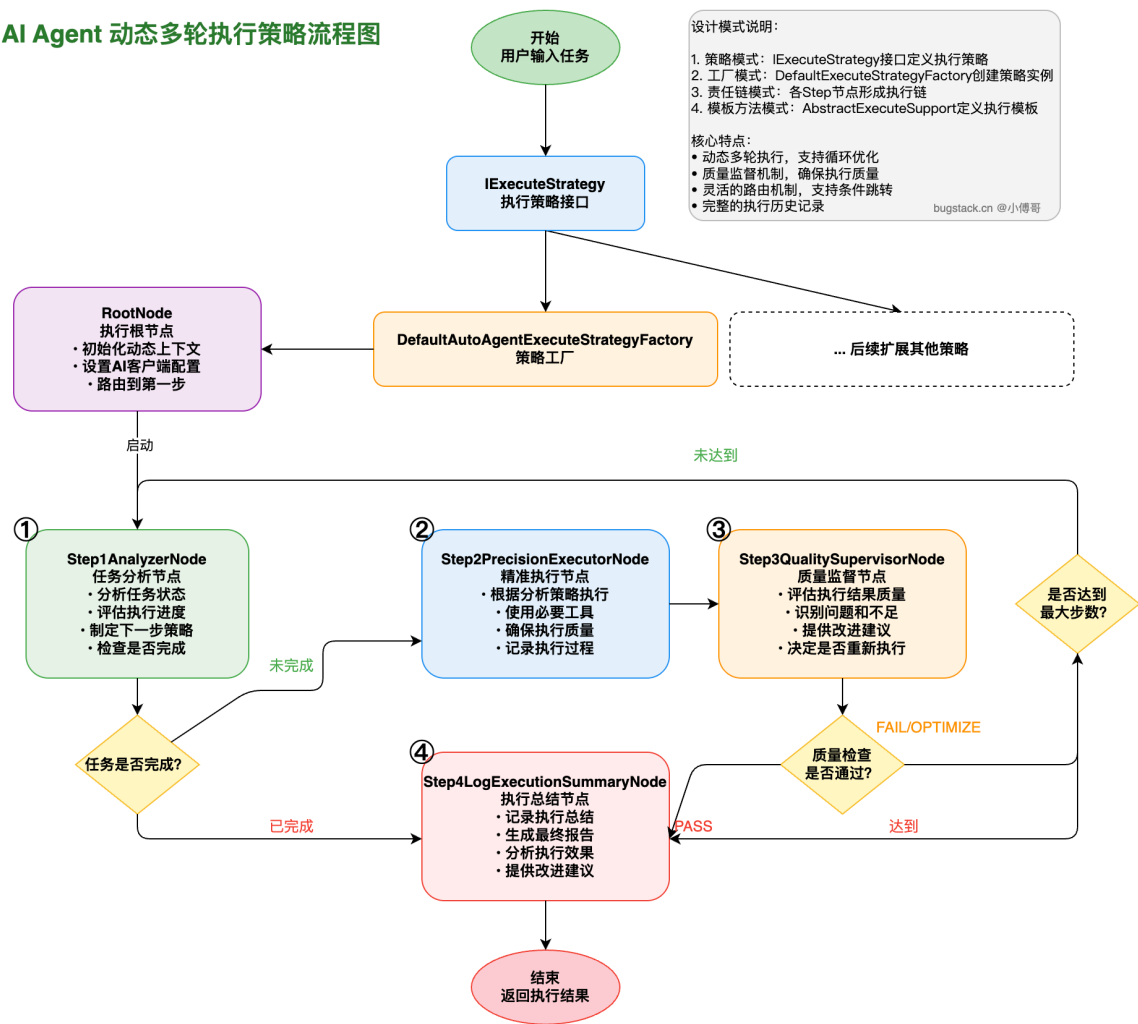 AI Agent 动态多轮执行策略流程图
开始
用户输入任务
设计模式说明：
1. 策略模式：IExecuteStrategy接口定义执行策略
2. 工厂模式：DefaultExecuteStrategyFactory创建策略实例
3. 责任链模式：各Step节点形成执行链
4. 模板方法模式：AbstractExecuteSupport定义执行模板
核心特点：
• 动态多轮执行，支持循环优化
• 质量监督机制，确保执行质量
• 灵活的路由机制，支持条件跳转
• 完整的执行历史记录
bugstack.cn @小傅哥
IExecuteStrategy
执行策略接口
RootNode
执行根节点
・初始化动态上下文
・设置AI客户端配置
・路由到第一步
DefaultAutoAgentExecuteStrategyFactory
策略工厂
... 后续扩展其他策略
启动
未达到
①
Step1AnalyzerNode
任务分析节点
・分析任务状态
・评估执行进度
・制定下一步策略
・检查是否完成
②
Step2PrecisionExecutorNode
精准执行节点
・根据分析策略执行
・使用必要工具
・确保执行质量
・记录执行过程
③
Step3QualitySupervisorNode
质量监督节点
・评估执行结果质量
・识别问题和不足
・提供改进建议
・决定是否重新执行
是否达到
最大步数?
未完成
任务是否完成?
FAIL/OPTIMIZE
质量检查
是否通过?
④
Step4LogExecutionSummaryNode
执行总结节点
・记录执行总结
・生成最终报告
・分析执行效果
・提供改进建议
已完成
PASS
达到
结束
返回执行结果